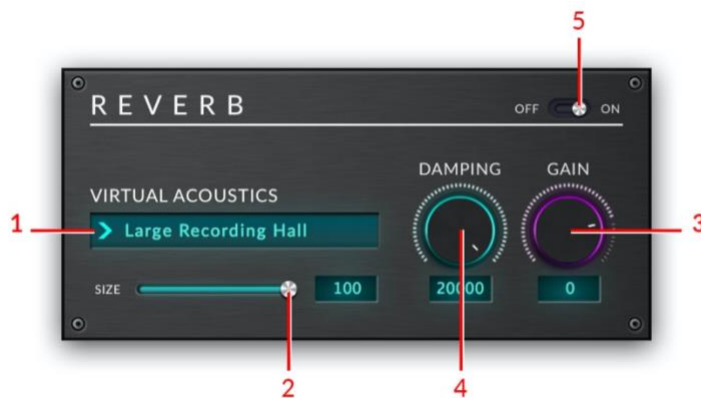 5
REVERB
OFF ON
DAMPING GAIN
VIRTUAL ACOUSTICS
1 Large Recording Hall 3
SIZE 100 20000 0
2 4